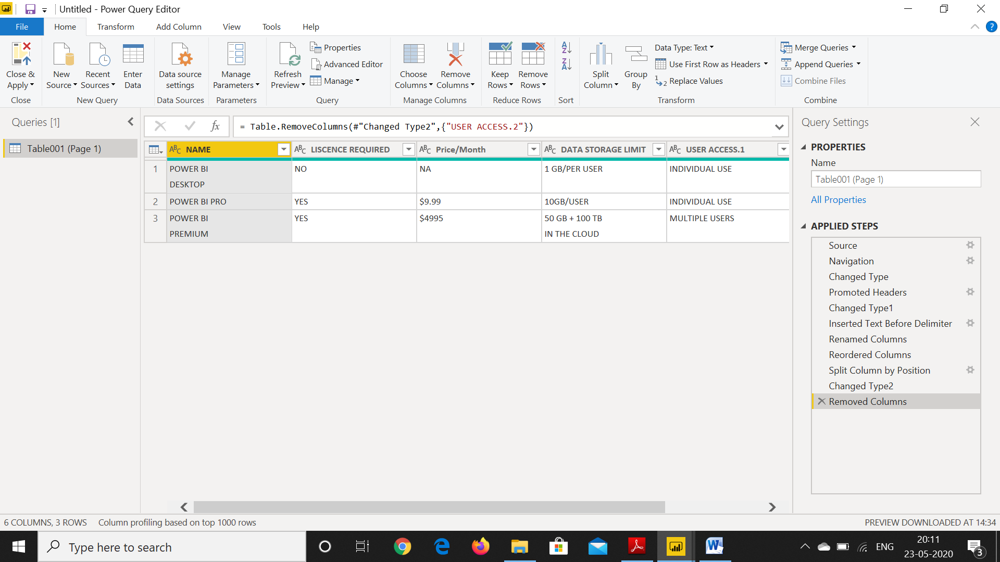 Untitled - Power Query Editor
File Home Transform Add Column View Tools Help
Close & Apply
Close
New Source
Recent Sources
Enter Data
New Query
Data source settings
Data Sources
Manage Parameters
Parameters
Refresh Preview
Properties
Advanced Editor
Manage
Query
Choose Columns
Remove Columns
Manage Columns
Keep Rows
Remove Rows
Reduce Rows
Sort
Split Column
Group By
Data Type: Text
Use First Row as Headers
Replace Values
Transform
Merge Queries
Append Queries
Combine Files
Combine
Queries [1]
Table001 (Page 1)
fx = Table.RemoveColumns(#"Changed Type2",{"USER ACCESS.2"})
ABC NAME ABC LISCENCE REQUIRED ABC Price/Month ABC DATA STORAGE LIMIT ABC USER ACCESS.1
1 POWER BI NO NA 1 GB/PER USER INDIVIDUAL USE
DESKTOP
2 POWER BI PRO YES $9.99 10GB/USER INDIVIDUAL USE
3 POWER BI YES $4995 50 GB + 100 TB MULTIPLE USERS
PREMIUM IN THE CLOUD
Query Settings
PROPERTIES
Name
Table001 (Page 1)
All Properties
APPLIED STEPS
Source
Navigation
Changed Type
Promoted Headers
Changed Type1
Inserted Text Before Delimiter
Renamed Columns
Reordered Columns
Split Column by Position
Changed Type2
Removed Columns
6 COLUMNS, 3 ROWS Column profiling based on top 1000 rows PREVIEW DOWNLOADED AT 14:34
Type here to search
ENG
20:11
23-05-2020
3